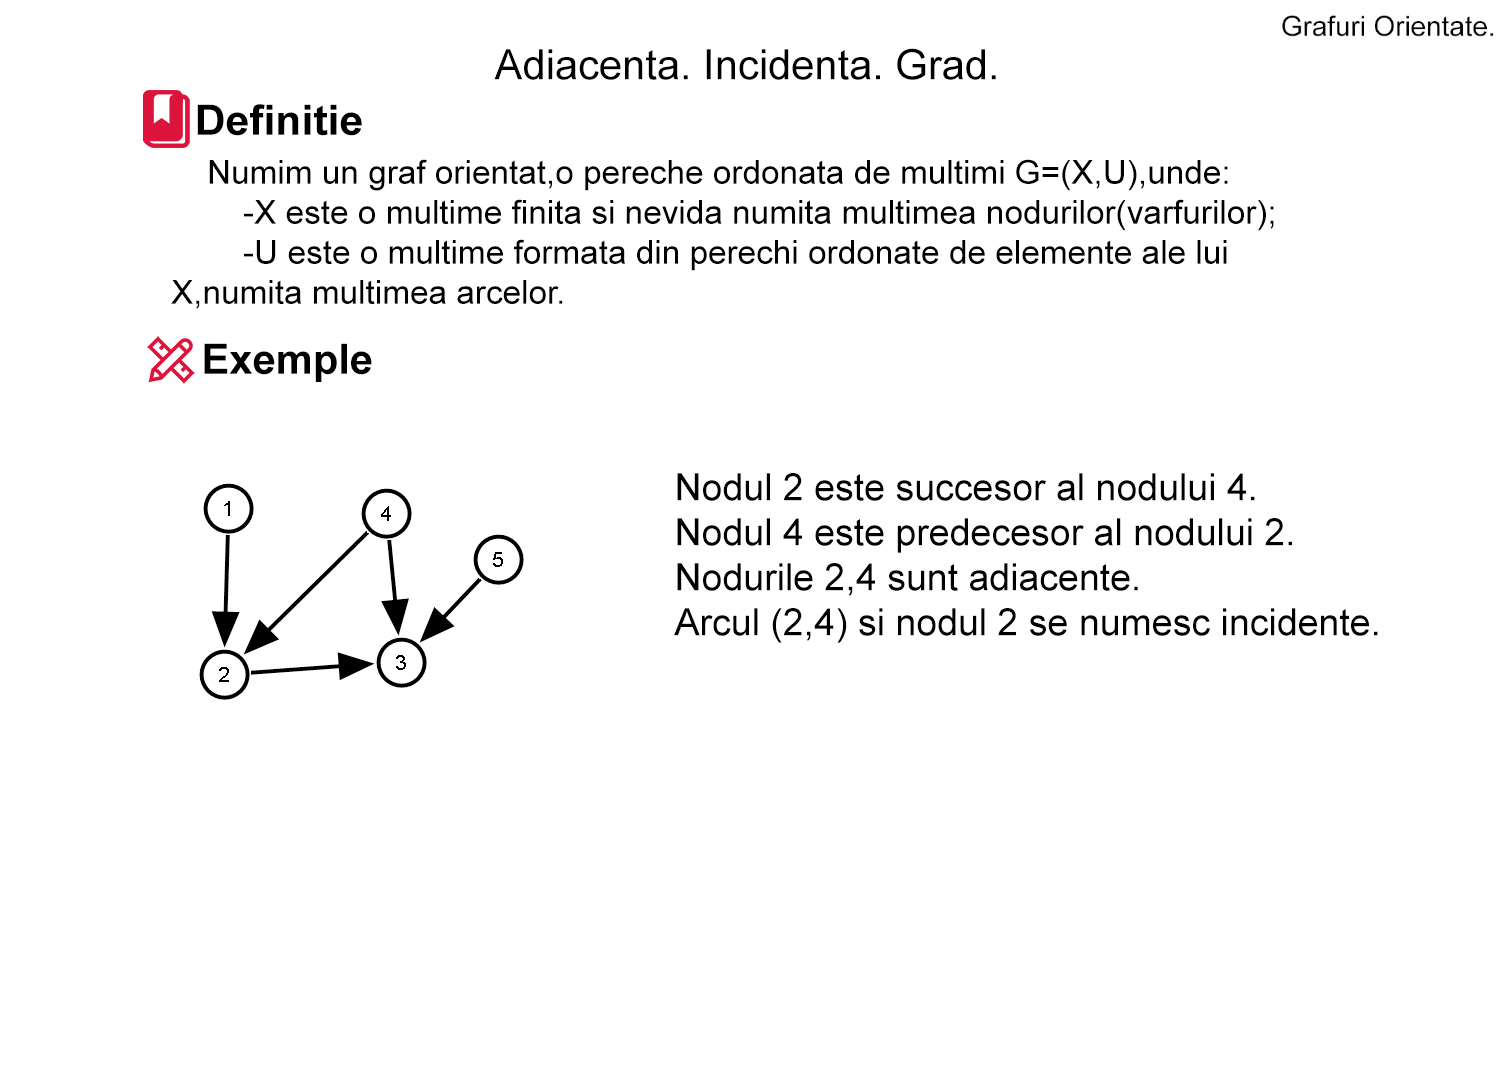 Grafuri Orientate.
Adiacenta. Incidenta. Grad.
Definitie
Numim un graf orientat,o pereche ordonata de multimi G=(X,U),unde:
-X este o multime finita si nevida numita multimea nodurilor(varfurilor);
-U este o multime formata din perechi ordonate de elemente ale lui
X,numita multimea arcelor.
Exemple
1
4
5
2
3
Nodul 2 este succesor al nodului 4.
Nodul 4 este predecesor al nodului 2.
Nodurile 2,4 sunt adiacente.
Arcul (2,4) si nodul 2 se numesc incidente.